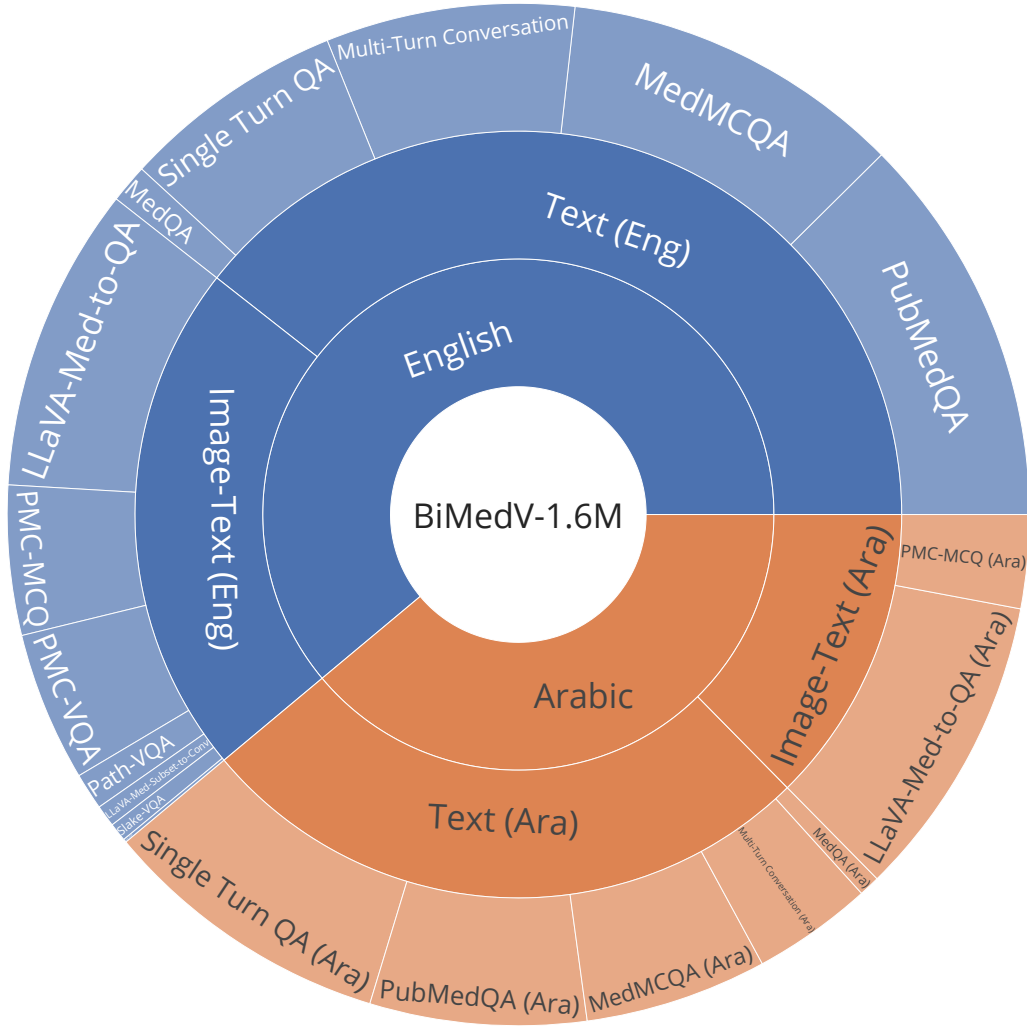 BiMedV-1.6M
English
Text (Eng)
PubMedQA
MedMCQA
Multi-Turn Conversation
Single Turn QA
MedQA
Image-Text (Eng)
LLaVA-Med-to-QA
PMC-MCQ
PMC-VQA
Path-VQA
LLaVA-Med-Subset-to-Conv
Slake-VQA
Arabic
Text (Ara)
Single Turn QA (Ara)
PubMedQA (Ara)
MedMCQA (Ara)
Multi-Turn Conversation (Ara)
MedQA (Ara)
Image-Text (Ara)
LLaVA-Med-to-QA (Ara)
PMC-MCQ (Ara)